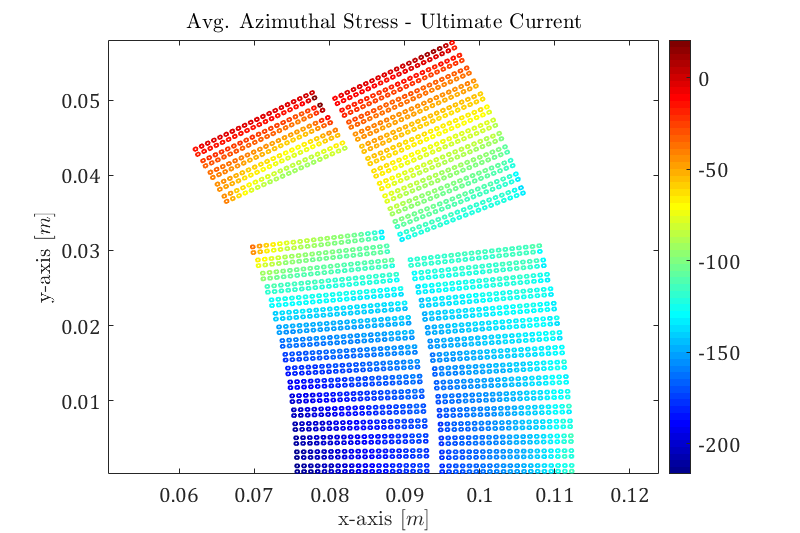 Avg. Azimuthal Stress - Ultimate Current
y-axis [m]
0.05
0.04
0.03
0.02
0.01
0.06 0.07 0.08 0.09 0.1 0.11 0.12
x-axis [m]
0
-50
-100
-150
-200